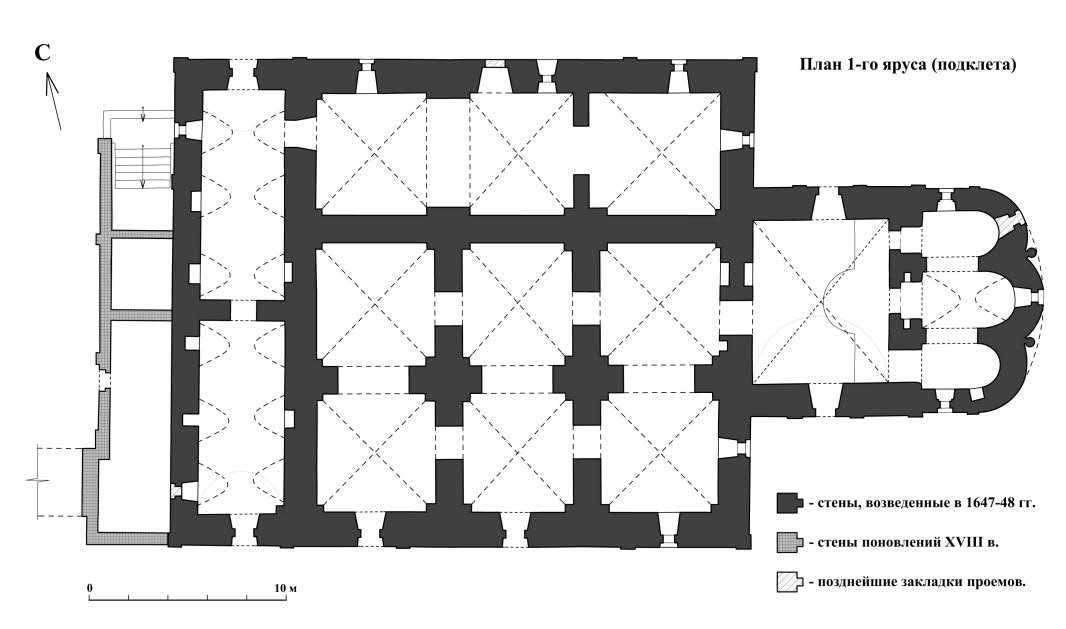 С
План 1-го яруса (подклета)
- стены, возведенные в 1647-48 гг.
- стены поновлений XVIII в.
- позднейшие закладки проемов.
0 10 м